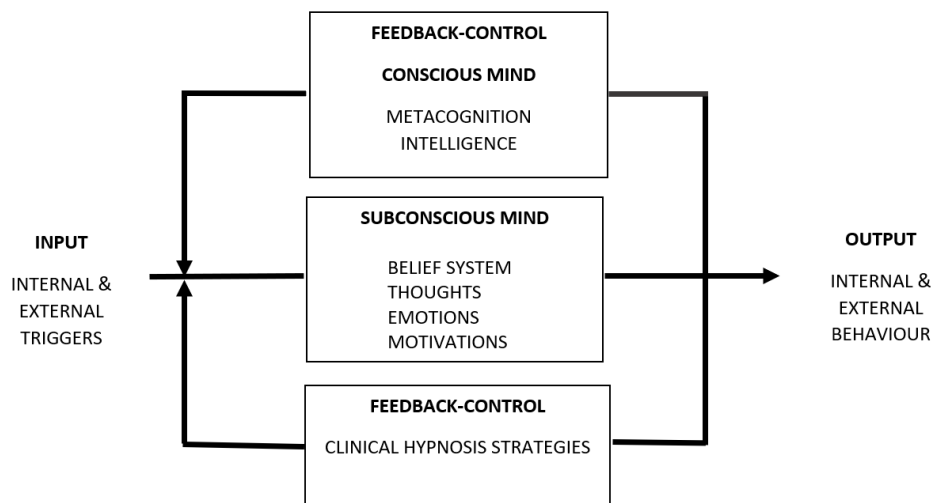 FEEDBACK-CONTROL
CONSCIOUS MIND
METACOGNITION
INTELLIGENCE
SUBCONSCIOUS MIND
BELIEF SYSTEM
THOUGHTS
EMOTIONS
MOTIVATIONS
INPUT
INTERNAL &
EXTERNAL
TRIGGERS
OUTPUT
INTERNAL &
EXTERNAL
BEHAVIOUR
FEEDBACK-CONTROL
CLINICAL HYPNOSIS STRATEGIES